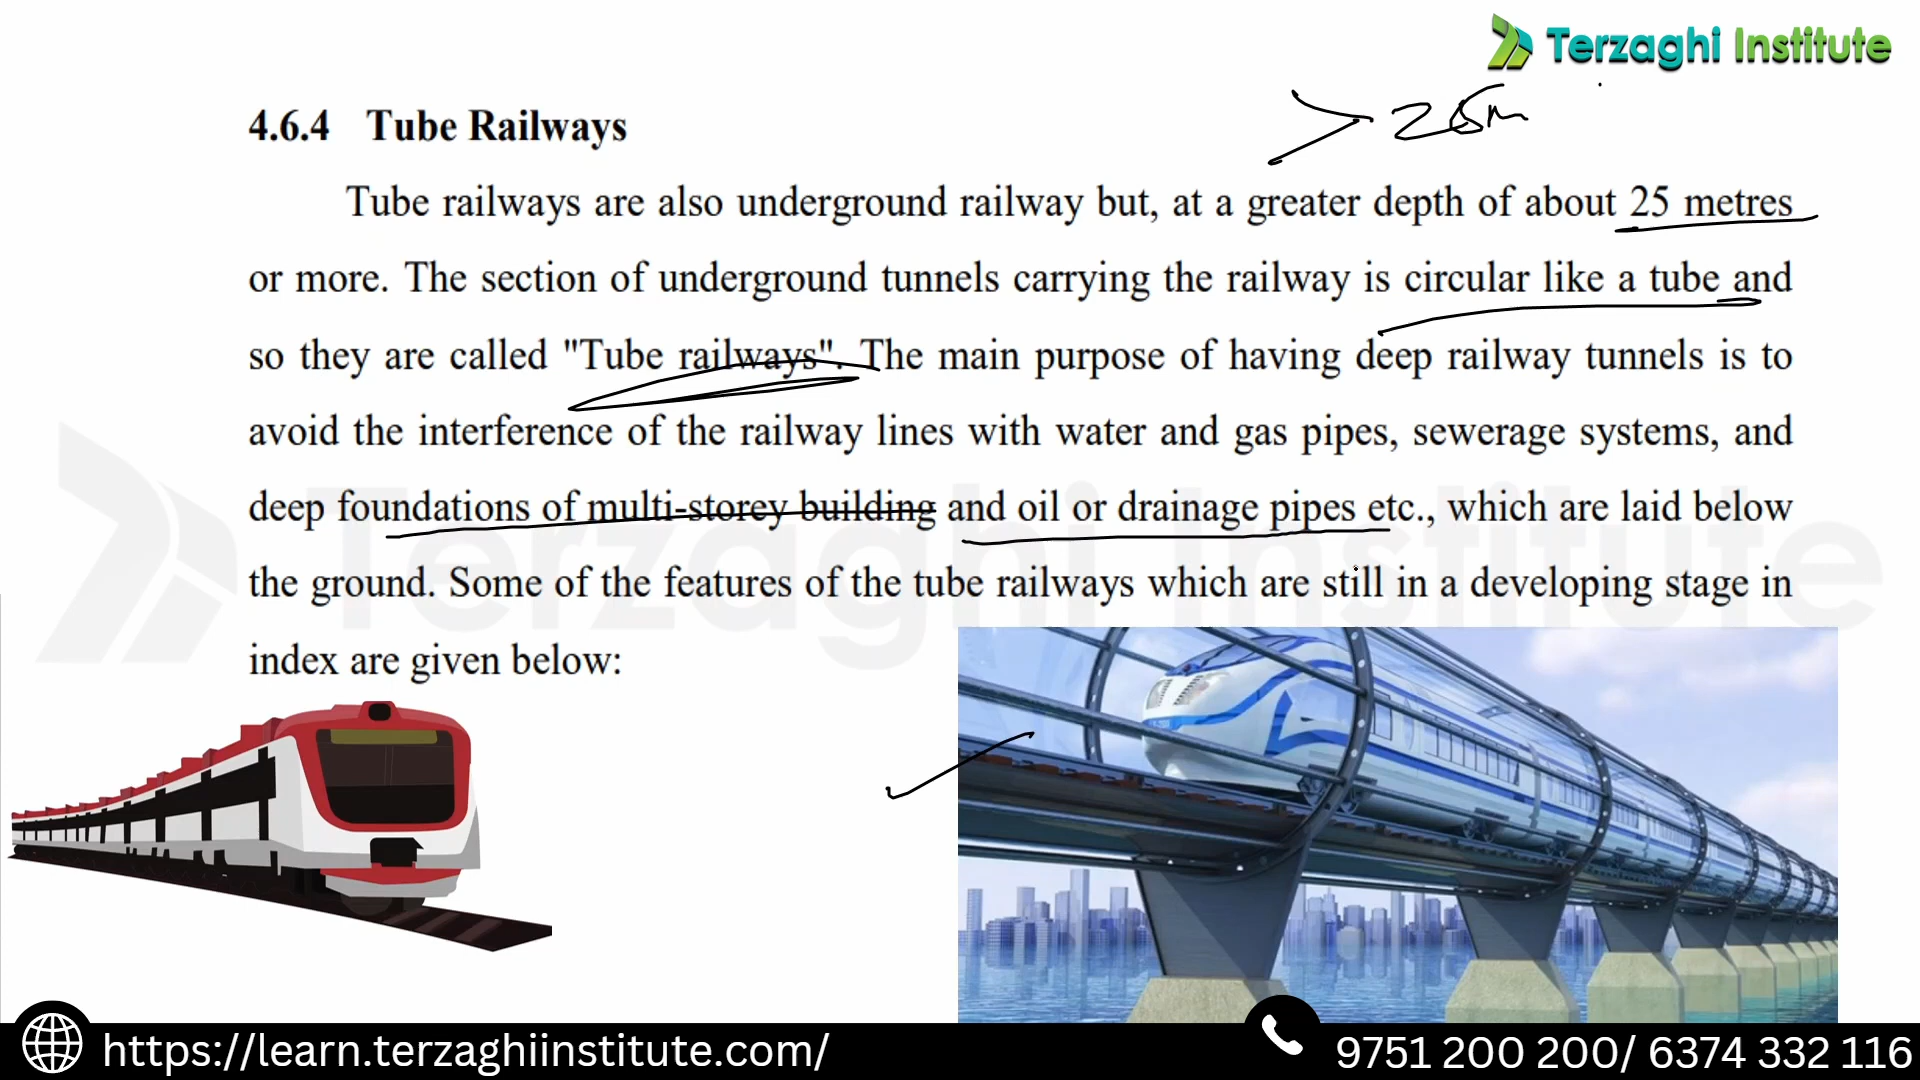 Terzaghi Institute
> 25m
4.6.4 Tube Railways
Tube railways are also underground railway but, at a greater depth of about 25 metres
or more. The section of underground tunnels carrying the railway is circular like a tube and
so they are called "Tube railways". The main purpose of having deep railway tunnels is to
avoid the interference of the railway lines with water and gas pipes, sewerage systems, and
deep foundations of multi-storey building and oil or drainage pipes etc., which are laid below
the ground. Some of the features of the tube railways which are still in a developing stage in
index are given below:
Terzaghi Institute
https://learn.terzaghiinstitute.com/
9751 200 200/ 6374 332 116